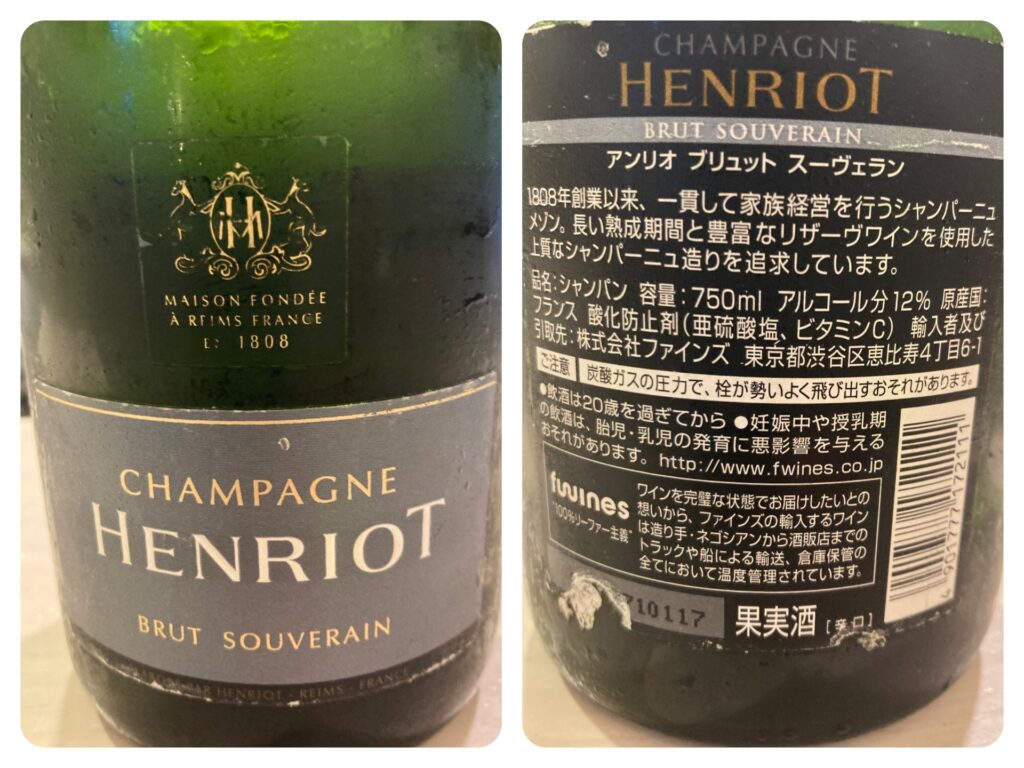 MAISON FONDÉE
À REIMS FRANCE
EN 1808
CHAMPAGNE
HENRIOT
BRUT SOUVERAIN
PAR HENRIOT - REIMS - FRANCE
CHAMPAGNE
HENRIOT
BRUT SOUVERAIN
アンリオ ブリュット スーヴェラン
1808年創業以来、一貫して家族経営を行うシャンパーニュ
メゾン。長い熟成期間と豊富なリザーヴワインを使用した
上質なシャンパーニュ造りを追求しています。
品名:シャンパン 容量:750ml アルコール分12% 原産国:
フランス 酸化防止剤(亜硫酸塩、ビタミンC) 輸入者及び
引取先:株式会社ファインズ 東京都渋谷区恵比寿4丁目6-1
ご注意 炭酸ガスの圧力で、栓が勢いよく飛び出すおそれがあります。
●飲酒は20歳を過ぎてから ●妊娠中や授乳期
の飲酒は、胎児・乳児の発育に悪影響を与える
おそれがあります。 http://www.fwines.co.jp
fwines
"100%リーファー主義"
ワインを完璧な状態でお届けしたいとの
想いから、ファインズの輸入するワイン
は造り手・ネゴシアンから酒販店までの
トラックや船による輸送、倉庫保管の
全てにおいて温度管理されています。
4 901777 172111
710117
果実酒 [辛口]